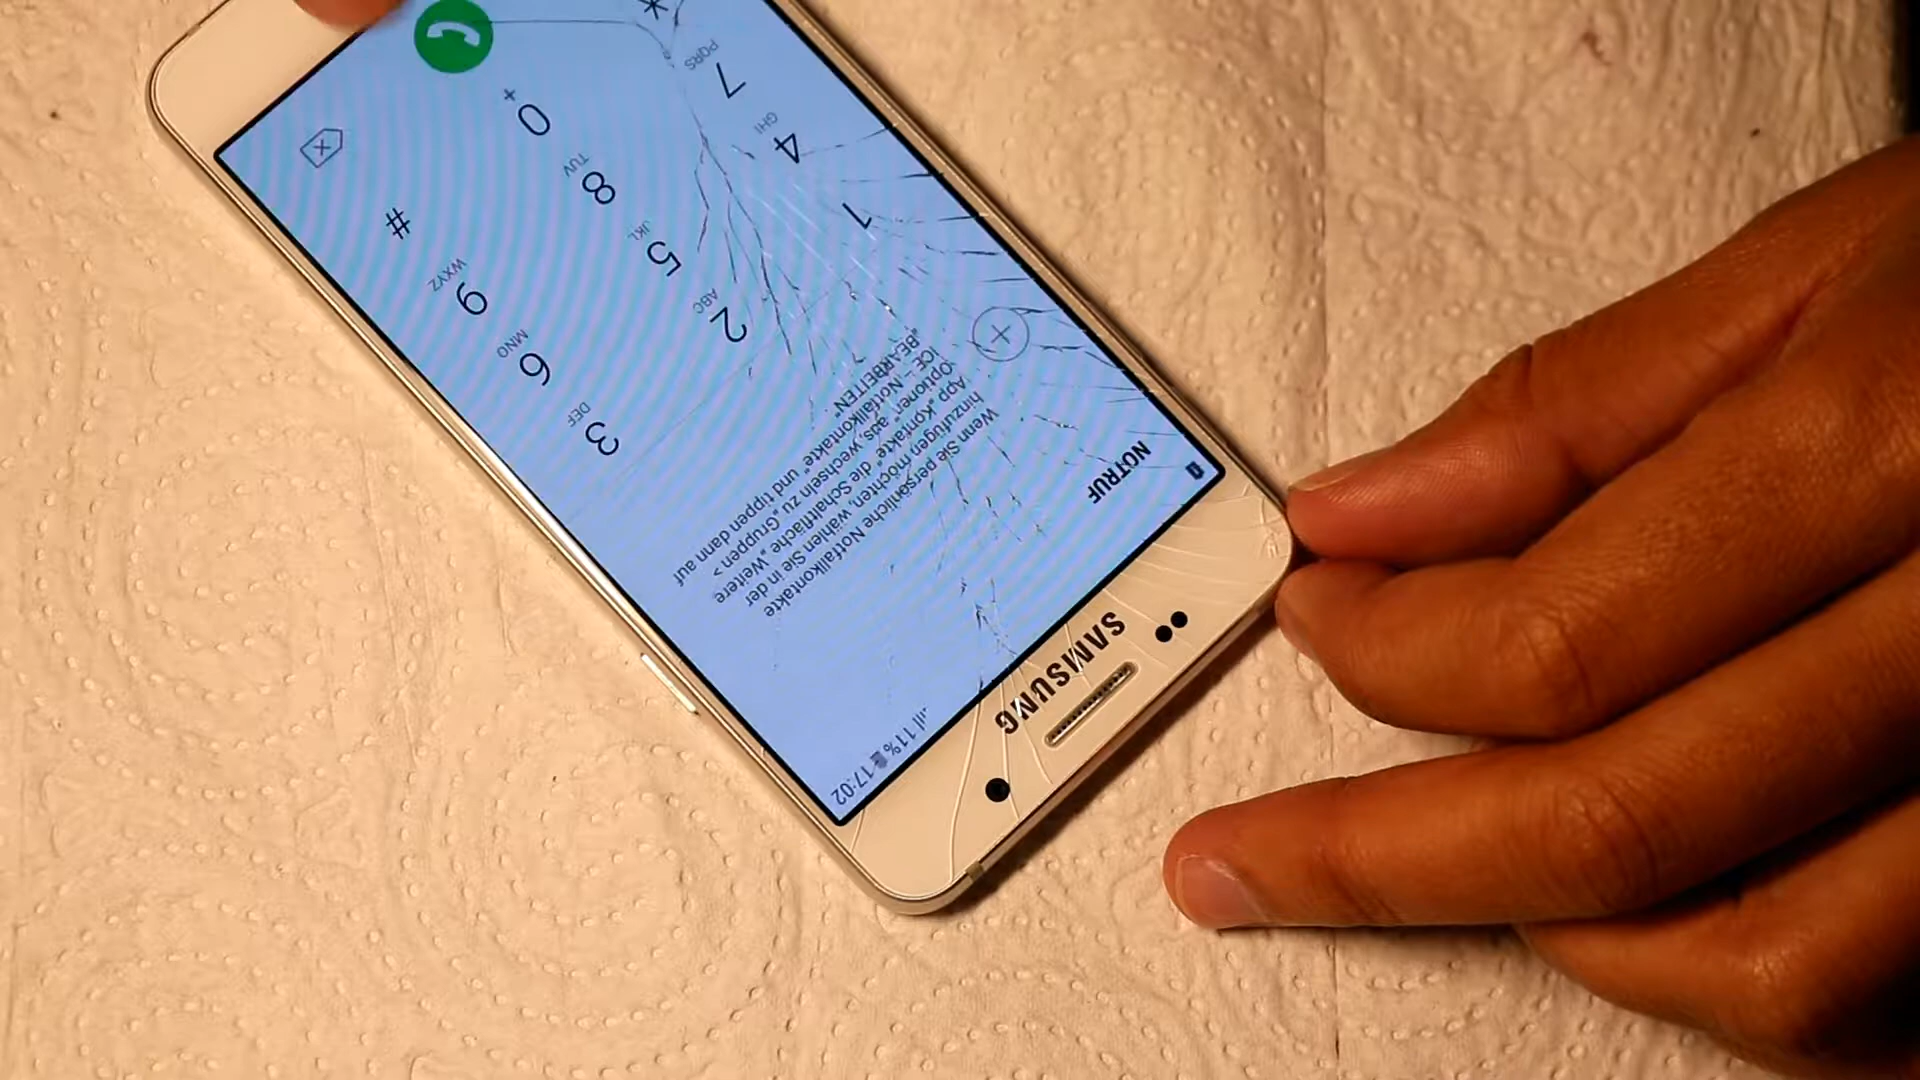 SAMSUNG
11% 17:02
NOTRUF
Wenn Sie persönliche Notfallkontakte
hinzufügen möchten, wählen Sie in der
App „Kontakte“ die Schaltfläche „Weitere
Optionen“ aus, wechseln zu „Gruppen >
ICE – Notfallkontakte“ und tippen dann auf
„BEARBEITEN“
+
1
2 ABC
3 DEF
4 GHI
5 JKL
6 MNO
7 PQRS
8 TUV
9 WXYZ
*
0 +
#